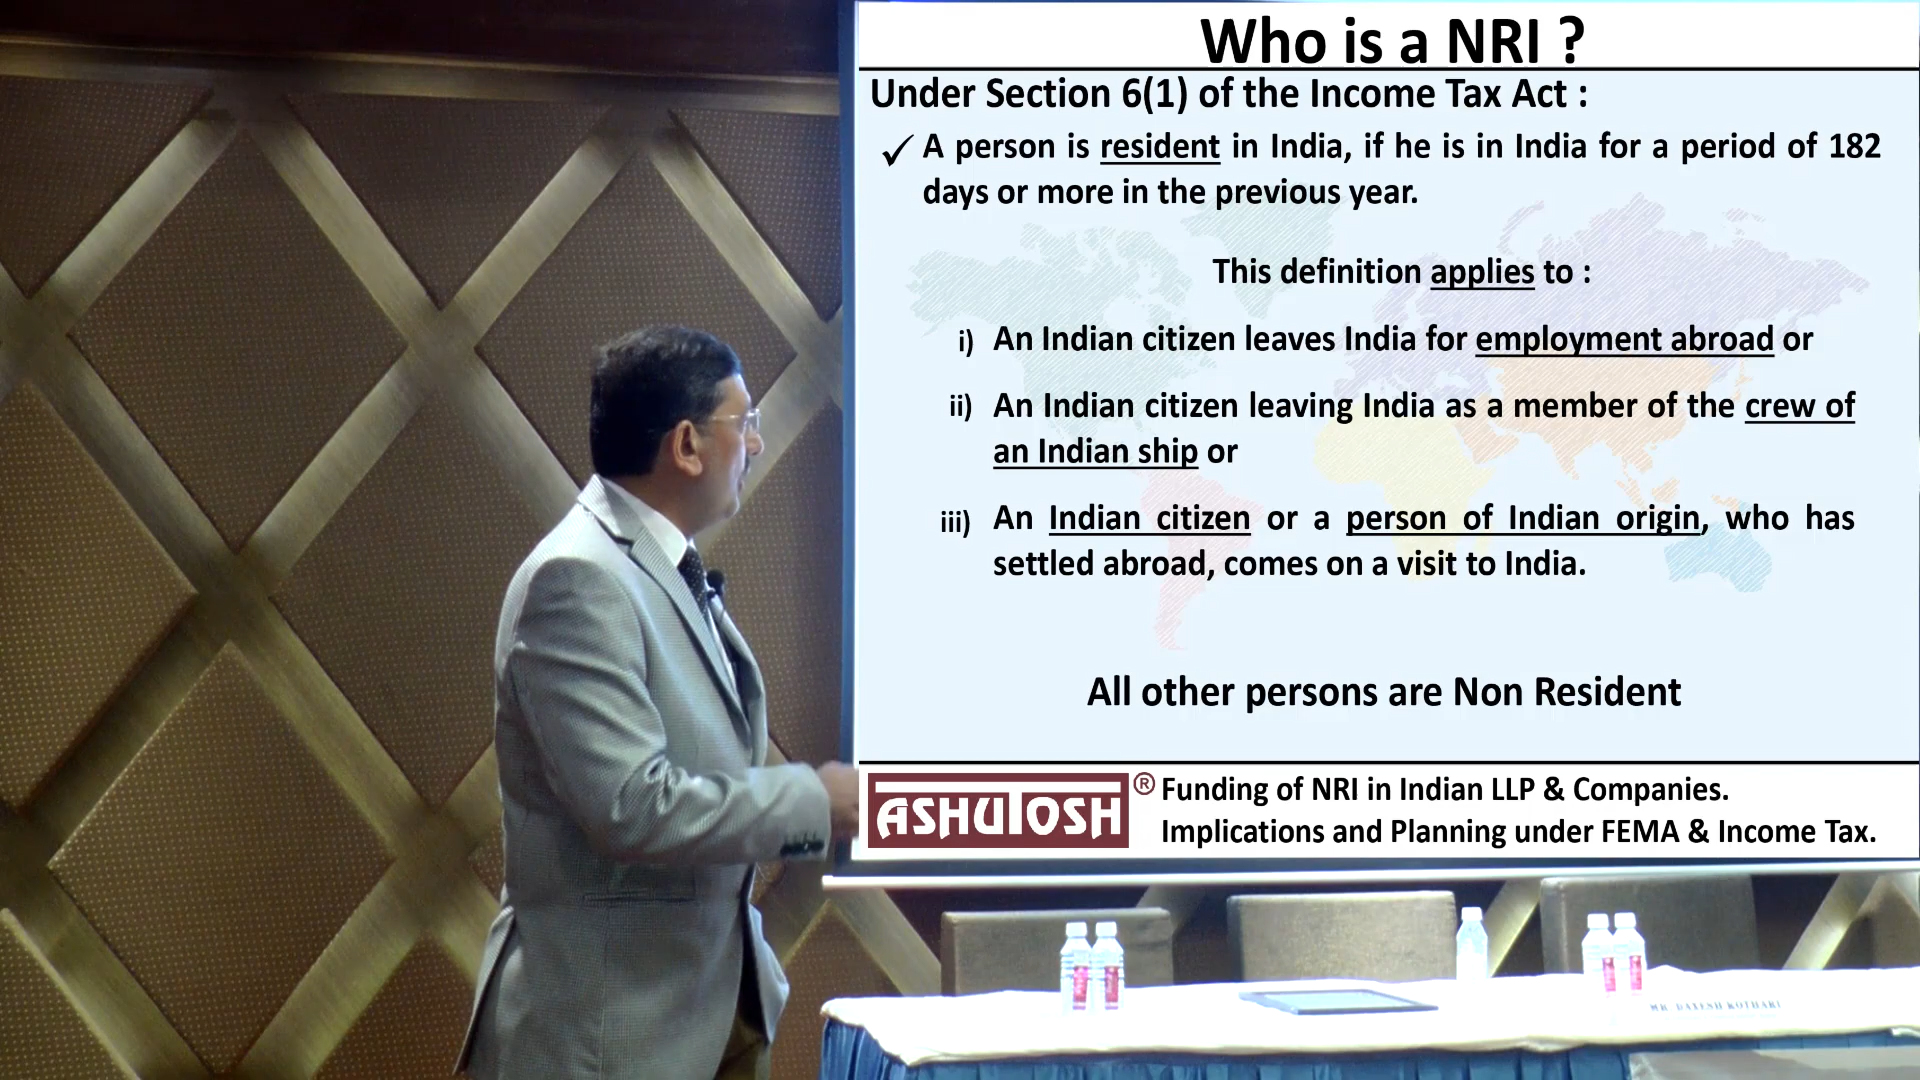 Who is a NRI ?
Under Section 6(1) of the Income Tax Act :
✓ A person is resident in India, if he is in India for a period of 182
days or more in the previous year.
This definition applies to :
i) An Indian citizen leaves India for employment abroad or
ii) An Indian citizen leaving India as a member of the crew of
an Indian ship or
iii) An Indian citizen or a person of Indian origin, who has
settled abroad, comes on a visit to India.
All other persons are Non Resident
ASHUTOSH ® Funding of NRI in Indian LLP & Companies.
Implications and Planning under FEMA & Income Tax.
MR. DAXESH KOTHARI